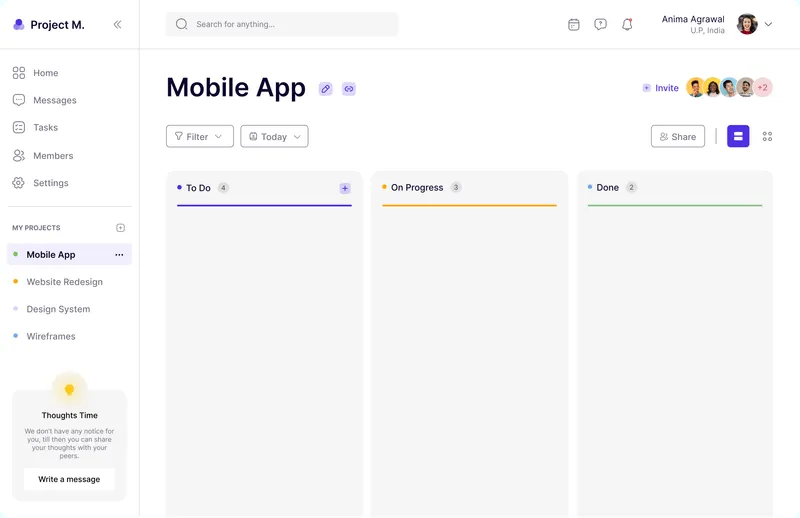 Project M.
Search for anything...
Anima Agrawal
U.P, India
Home
Messages
Tasks
Members
Settings
MY PROJECTS
Mobile App
Website Redesign
Design System
Wireframes
Thoughts Time
We don't have any notice for
you, till then you can share
your thoughts with your
peers.
Write a message
Mobile App
Invite
+2
Filter
Today
Share
To Do 4
On Progress 3
Done 2